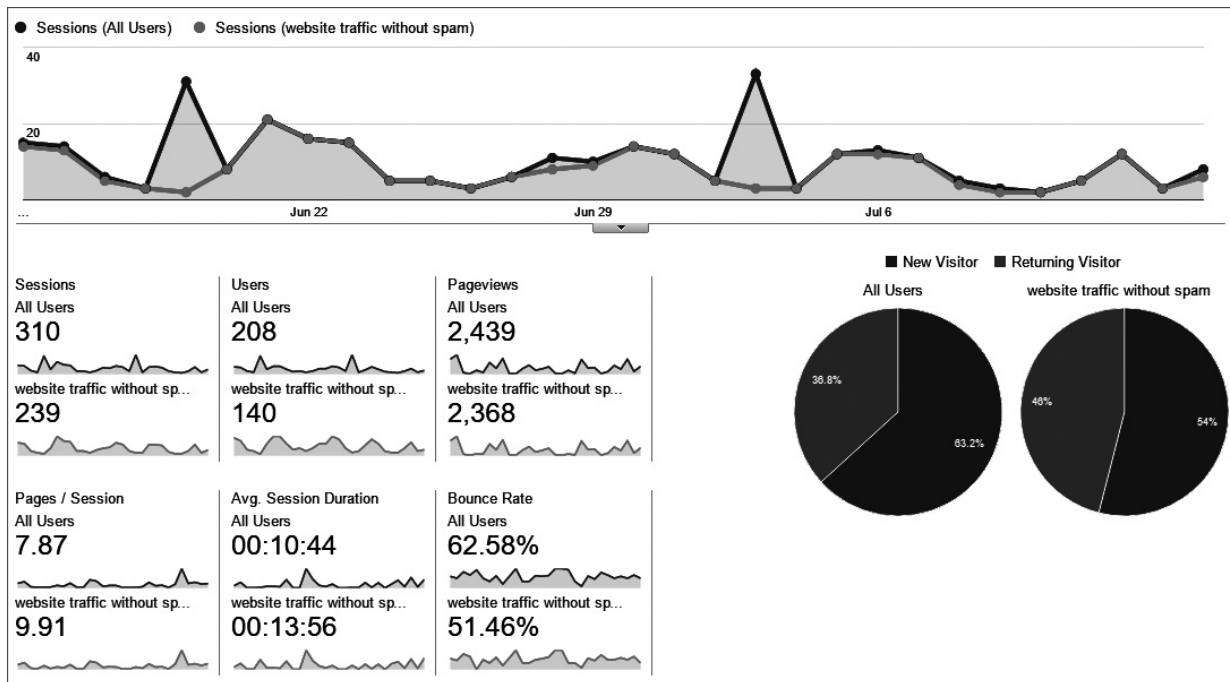 Sessions (All Users) Sessions (website traffic without spam)
40
20
... Jun 22 Jun 29 Jul 6
New Visitor Returning Visitor
Sessions
All Users
310
website traffic without sp...
239
Users
All Users
208
website traffic without sp...
140
Pageviews
All Users
2,439
website traffic without sp...
2,368
All Users
36.8%
63.2%
website traffic without spam
46%
54%
Pages / Session
All Users
7.87
website traffic without sp...
9.91
Avg. Session Duration
All Users
00:10:44
website traffic without sp...
00:13:56
Bounce Rate
All Users
62.58%
website traffic without sp...
51.46%